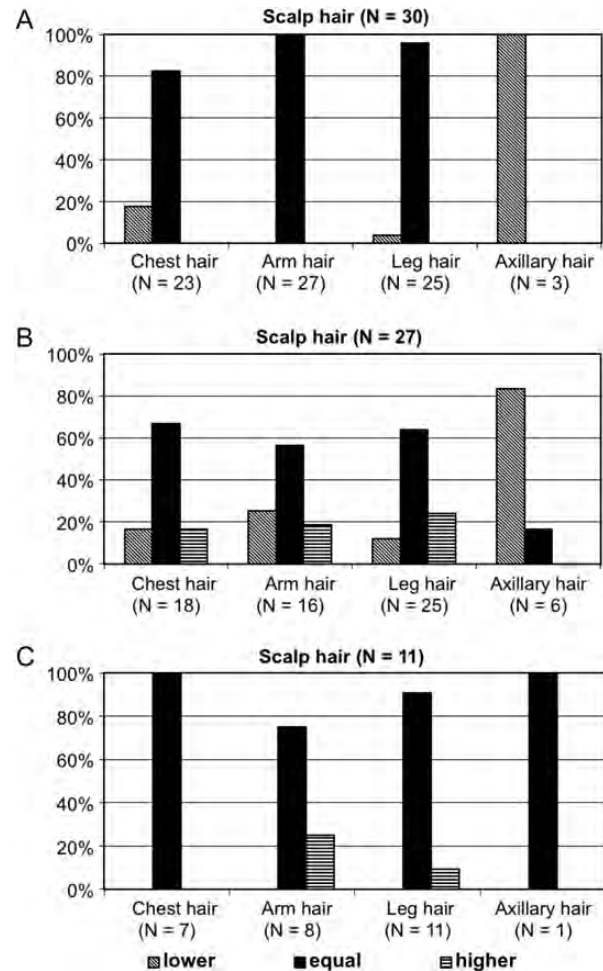 A
Scalp hair (N = 30)
100%
80%
60%
40%
20%
0%
Chest hair Arm hair Leg hair Axillary hair
(N = 23) (N = 27) (N = 25) (N = 3)
B
Scalp hair (N = 27)
100%
80%
60%
40%
20%
0%
Chest hair Arm hair Leg hair Axillary hair
(N = 18) (N = 16) (N = 25) (N = 6)
C
Scalp hair (N = 11)
100%
80%
60%
40%
20%
0%
Chest hair Arm hair Leg hair Axillary hair
(N = 7) (N = 8) (N = 11) (N = 1)
lower equal higher